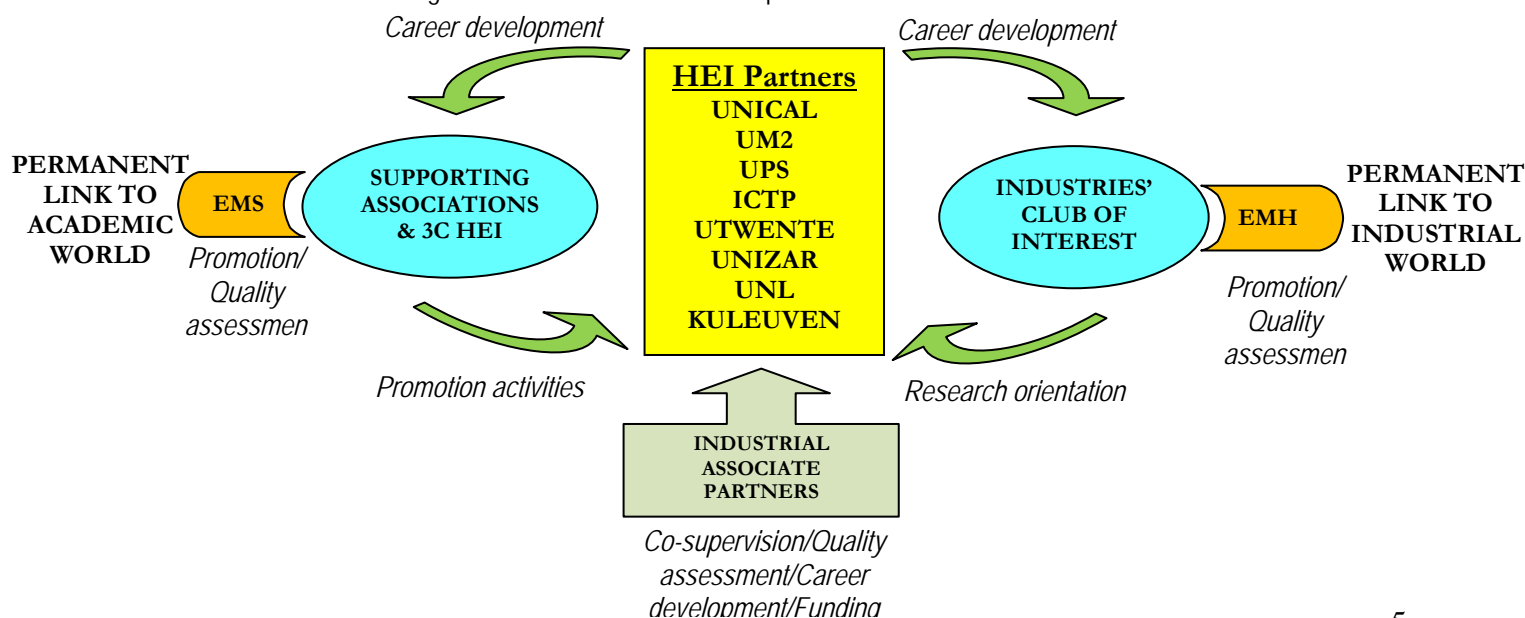 Career development
Career development
HEI Partners
UNICAL
UM2
UPS
ICTP
UTWENTE
UNIZAR
UNL
KULEUVEN
PERMANENT
LINK TO
ACADEMIC
WORLD
EMS
Promotion/
Quality
assessmen
SUPPORTING
ASSOCIATIONS
& 3C HEI
INDUSTRIES’
CLUB OF
INTEREST
EMH
PERMANENT
LINK TO
INDUSTRIAL
WORLD
Promotion/
Quality
assessmen
Promotion activities
Research orientation
INDUSTRIAL
ASSOCIATE
PARTNERS
Co-supervision/Quality
assessment/Career
development/Funding